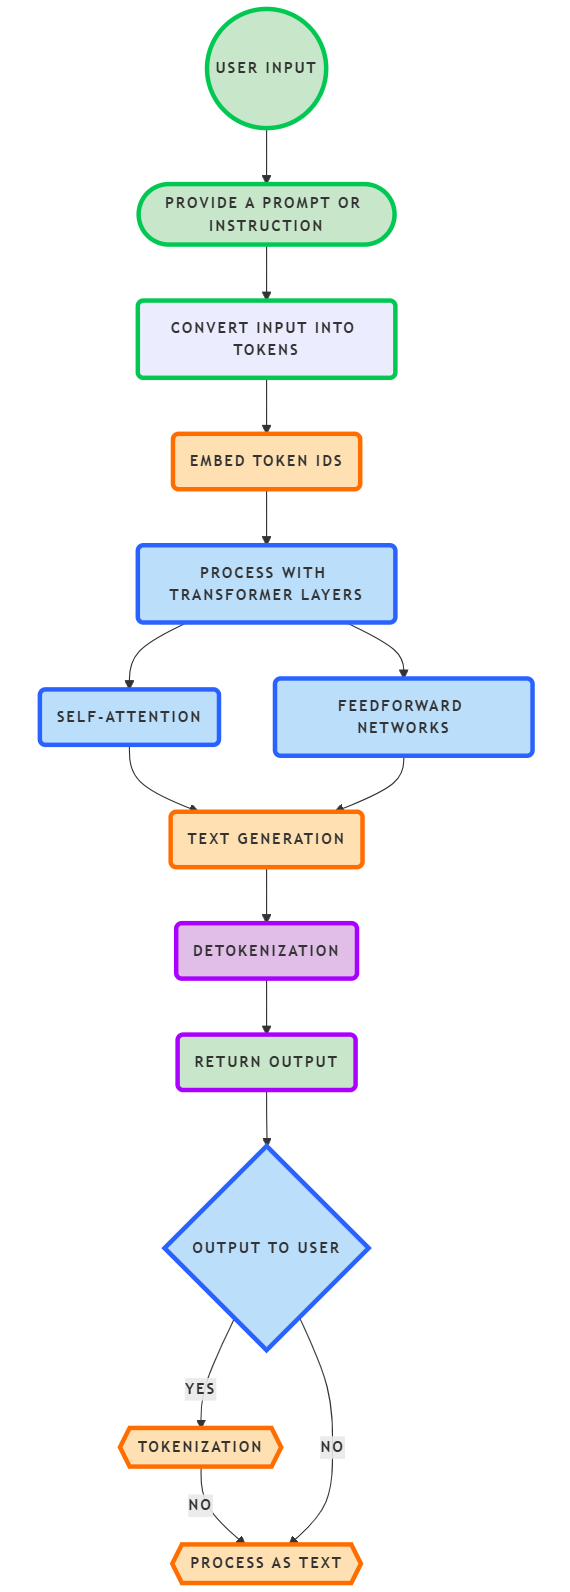 USER INPUT
PROVIDE A PROMPT OR
INSTRUCTION
CONVERT INPUT INTO
TOKENS
EMBED TOKEN IDS
PROCESS WITH
TRANSFORMER LAYERS
SELF-ATTENTION
FEEDFORWARD
NETWORKS
TEXT GENERATION
DETOKENIZATION
RETURN OUTPUT
OUTPUT TO USER
YES
TOKENIZATION
NO
NO
PROCESS AS TEXT